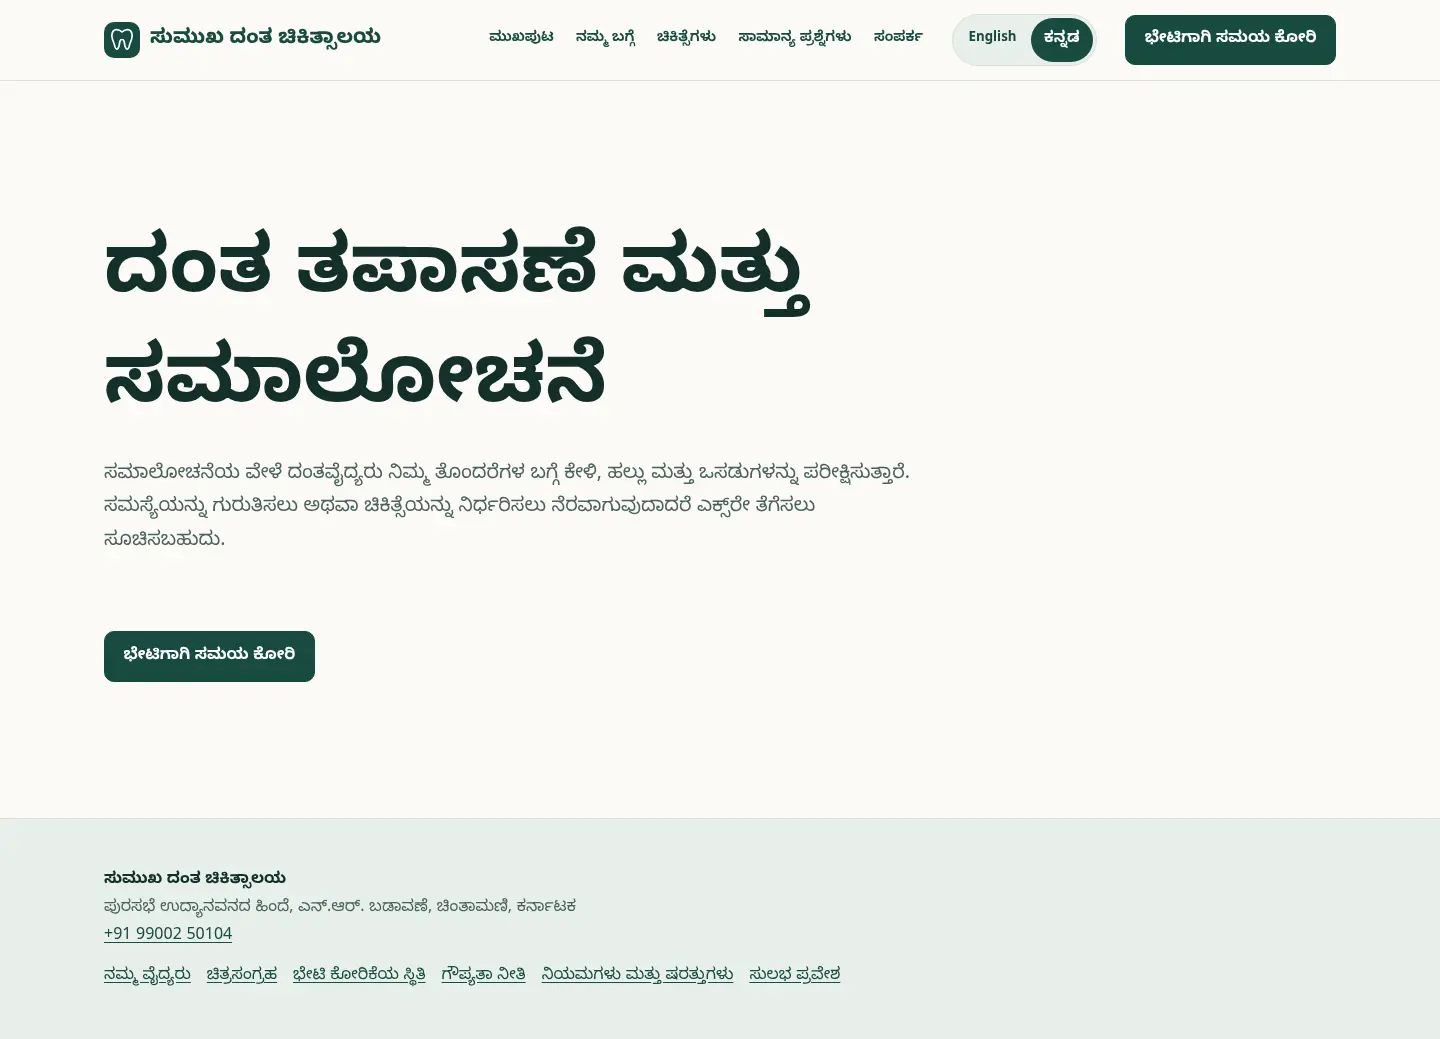 ಸುಮುಖ ದಂತ ಚಿಕಿತ್ಸಾಲಯ
ಮುಖಪುಟ
ನಮ್ಮ ಬಗ್ಗೆ
ಚಿಕಿತ್ಸೆಗಳು
ಸಾಮಾನ್ಯ ಪ್ರಶ್ನೆಗಳು
ಸಂಪರ್ಕ
English
ಕನ್ನಡ
ಭೇಟಿಗಾಗಿ ಸಮಯ ಕೋರಿ
ದಂತ ತಪಾಸಣೆ ಮತ್ತು
ಸಮಾಲೋಚನೆ
ಸಮಾಲೋಚನೆಯ ವೇಳೆ ದಂತವೈದ್ಯರು ನಿಮ್ಮ ತೊಂದರೆಗಳ ಬಗ್ಗೆ ಕೇಳಿ, ಹಲ್ಲು ಮತ್ತು ಒಸಡುಗಳನ್ನು ಪರೀಕ್ಷಿಸುತ್ತಾರೆ.
ಸಮಸ್ಯೆಯನ್ನು ಗುರುತಿಸಲು ಅಥವಾ ಚಿಕಿತ್ಸೆಯನ್ನು ನಿರ್ಧರಿಸಲು ನೆರವಾಗುವುದಾದರೆ ಎಕ್ಸ್‌ರೇ ತೆಗೆಸಲು
ಸೂಚಿಸಬಹುದು.
ಭೇಟಿಗಾಗಿ ಸಮಯ ಕೋರಿ
ಸುಮುಖ ದಂತ ಚಿಕಿತ್ಸಾಲಯ
ಪುರಸಭೆ ಉದ್ಯಾನವನದ ಹಿಂದೆ, ಎನ್.ಆರ್. ಬಡಾವಣೆ, ಚಿಂತಾಮಣಿ, ಕರ್ನಾಟಕ
+91 99002 50104
ನಮ್ಮ ವೈದ್ಯರು
ಚಿತ್ರಸಂಗ್ರಹ
ಭೇಟಿ ಕೋರಿಕೆಯ ಸ್ಥಿತಿ
ಗೌಪ್ಯತಾ ನೀತಿ
ನಿಯಮಗಳು ಮತ್ತು ಷರತ್ತುಗಳು
ಸುಲಭ ಪ್ರವೇಶ